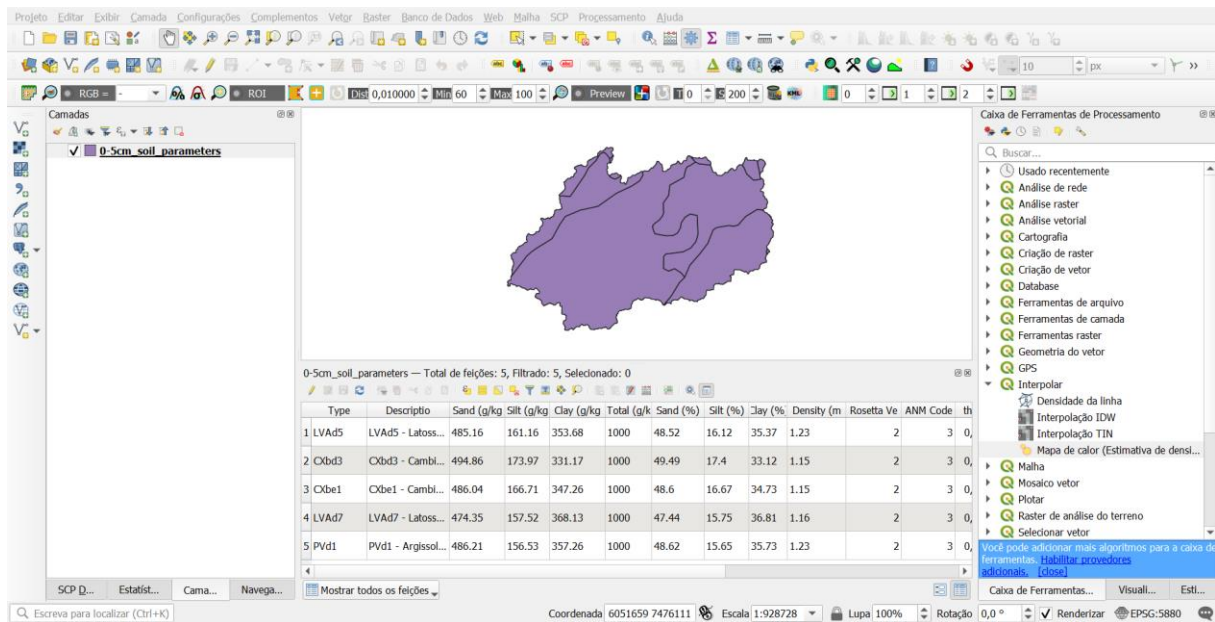 Projeto Editar Exibir Camada Configurações Complementos Vetor Raster Banco de Dados Web Malha SCP Processamento Ajuda
10 px
RGB = - ROI Dist 0,010000 Min 60 Max 100 Preview T 0 S 200 0 1 2
Camadas
0-5cm_soil_parameters
0-5cm_soil_parameters — Total de feições: 5, Filtrado: 5, Selecionado: 0
Type Descriptio Sand (g/kg Silt (g/kg Clay (g/kg Total (g/k Sand (%) Silt (%) Clay (% Density (m Rosetta Ve ANM Code th
1 LVAd5 LVAd5 - Latoss... 485.16 161.16 353.68 1000 48.52 16.12 35.37 1.23 2 3 0,
2 CXbd3 CXbd3 - Cambi... 494.86 173.97 331.17 1000 49.49 17.4 33.12 1.15 2 3 0,
3 CXbe1 CXbe1 - Cambi... 486.04 166.71 347.26 1000 48.6 16.67 34.73 1.15 2 3 0,
4 LVAd7 LVAd7 - Latoss... 474.35 157.52 368.13 1000 47.44 15.75 36.81 1.16 2 3 0,
5 PVd1 PVd1 - Argissol... 486.21 156.53 357.26 1000 48.62 15.65 35.73 1.23 2 3 0,
Mostrar todos os feições
Caixa de Ferramentas de Processamento
Buscar...
Usado recentemente
Análise de rede
Análise raster
Análise vetorial
Cartografia
Criação de raster
Criação de vetor
Database
Ferramentas de arquivo
Ferramentas de camada
Ferramentas raster
Geometria do vetor
GPS
Interpolar
Densidade da linha
Interpolação IDW
Interpolação TIN
Mapa de calor (Estimativa de densi...
Malha
Mosaico vetor
Plotar
Raster de análise do terreno
Selecionar vetor
Você pode adicionar mais algoritmos para a caixa de
ferramentas. Habilitar provedores
adicionais. [close]
SCP D... Estatíst... Cama... Navega...
Caixa de Ferramentas... Visuali... Esti...
Escreva para localizar (Ctrl+K)
Coordenada 6051659 7476111 Escala 1:928728 Lupa 100% Rotação 0,0 ° Renderizar EPSG:5880